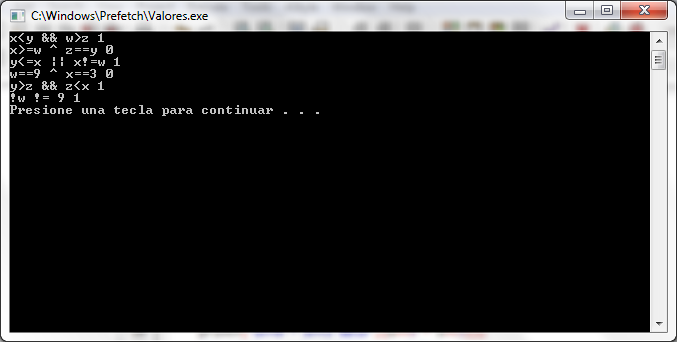 C:\Windows\Prefetch\Valores.exe
x<y && w>z 1
x>=w ^ z==y 0
y<=x || x!=w 1
w==9 ^ x==3 0
y>z && z<x 1
!w != 9 1
Presione una tecla para continuar . . .